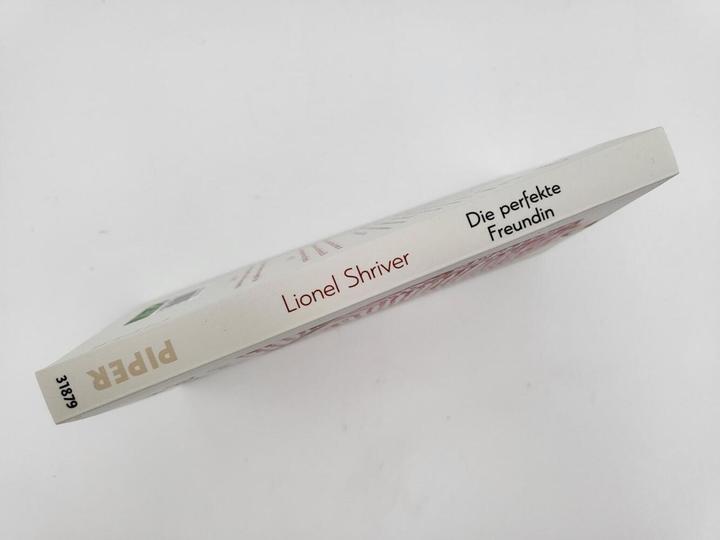 Die perfekte
Freundin
Lionel Shriver
PIPER
31879